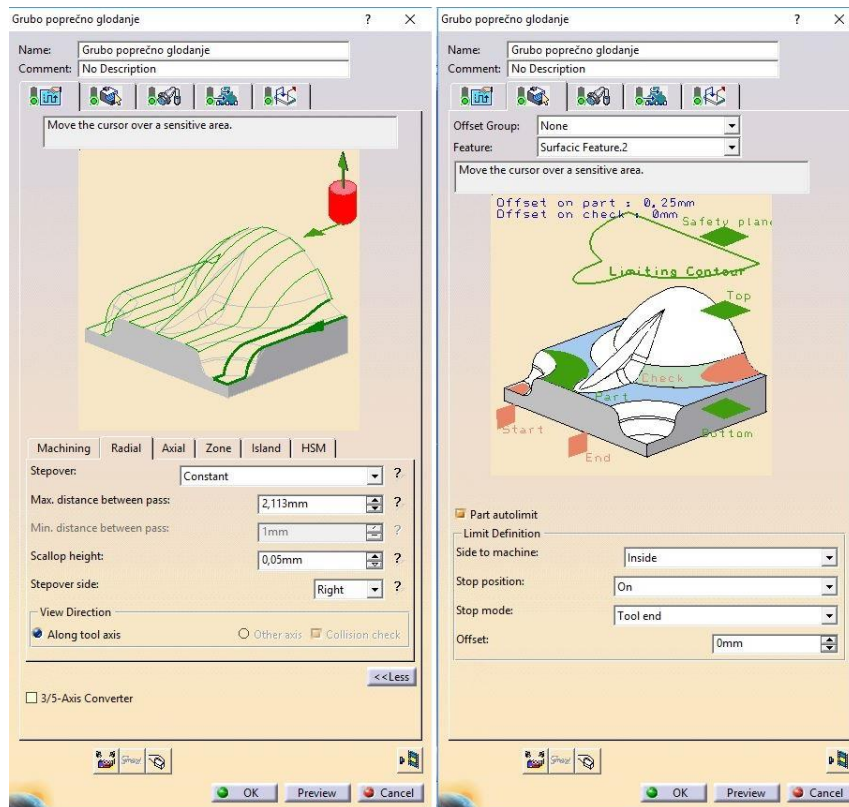 Grubo poprečno glodanje ? ×
Name: Grubo poprečno glodanje
Comment: No Description
Move the cursor over a sensitive area.
Machining Radial Axial Zone Island HSM
Stepover: Constant ?
Max. distance between pass: 2,113mm ?
Min. distance between pass: 1mm ?
Scallop height: 0,05mm ?
Stepover side: Right ?
View Direction
Along tool axis Other axis Collision check
<<Less
3/5-Axis Converter
OK Preview Cancel
Grubo poprečno glodanje ? ×
Name: Grubo poprečno glodanje
Comment: No Description
Offset Group: None
Feature: Surfacic Feature.2
Move the cursor over a sensitive area.
Offset on part : 0,25mm
Offset on check : 0mm
Safety plane
Limiting Contour
Top
Check
Part
Start
Bottom
End
Part autolimit
Limit Definition
Side to machine: Inside
Stop position: On
Stop mode: Tool end
Offset: 0mm
OK Preview Cancel